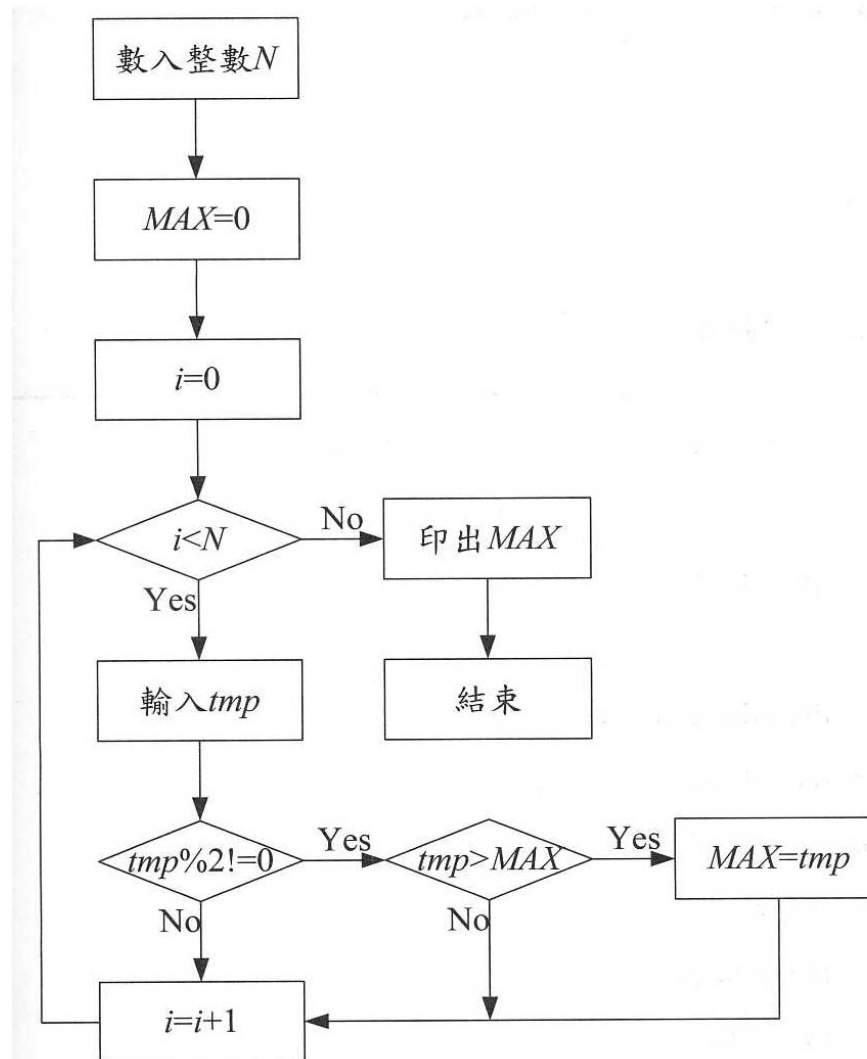 數入整數N
MAX=0
i=0
i<N
No
印出MAX
Yes
輸入tmp
結束
tmp%2!=0
Yes
tmp>MAX
Yes
MAX=tmp
No
No
i=i+1